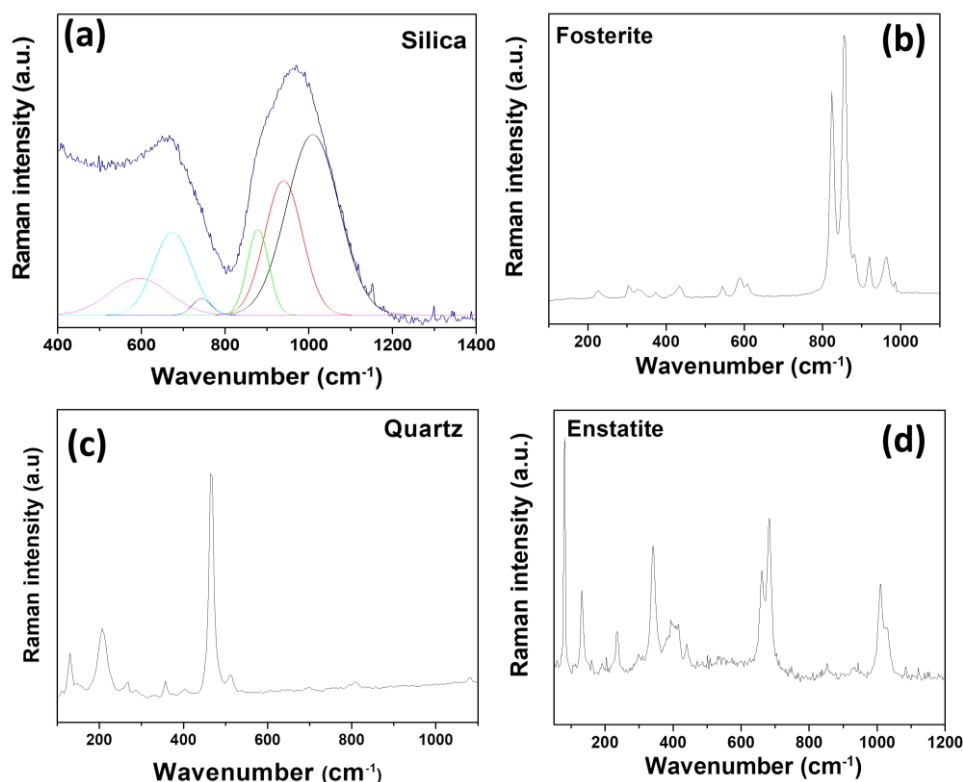 (a)
Silica
Raman intensity (a.u.)
400 600 800 1000 1200 1400
Wavenumber (cm-1)
Fosterite
(b)
Raman intensity (a.u.)
200 400 600 800 1000
Wavenumber (cm-1)
(c)
Quartz
Raman intensity (a.u)
200 400 600 800 1000
Wavenumber (cm-1)
Enstatite
(d)
Raman intensity (a.u.)
200 400 600 800 1000 1200
Wavenumber (cm-1)